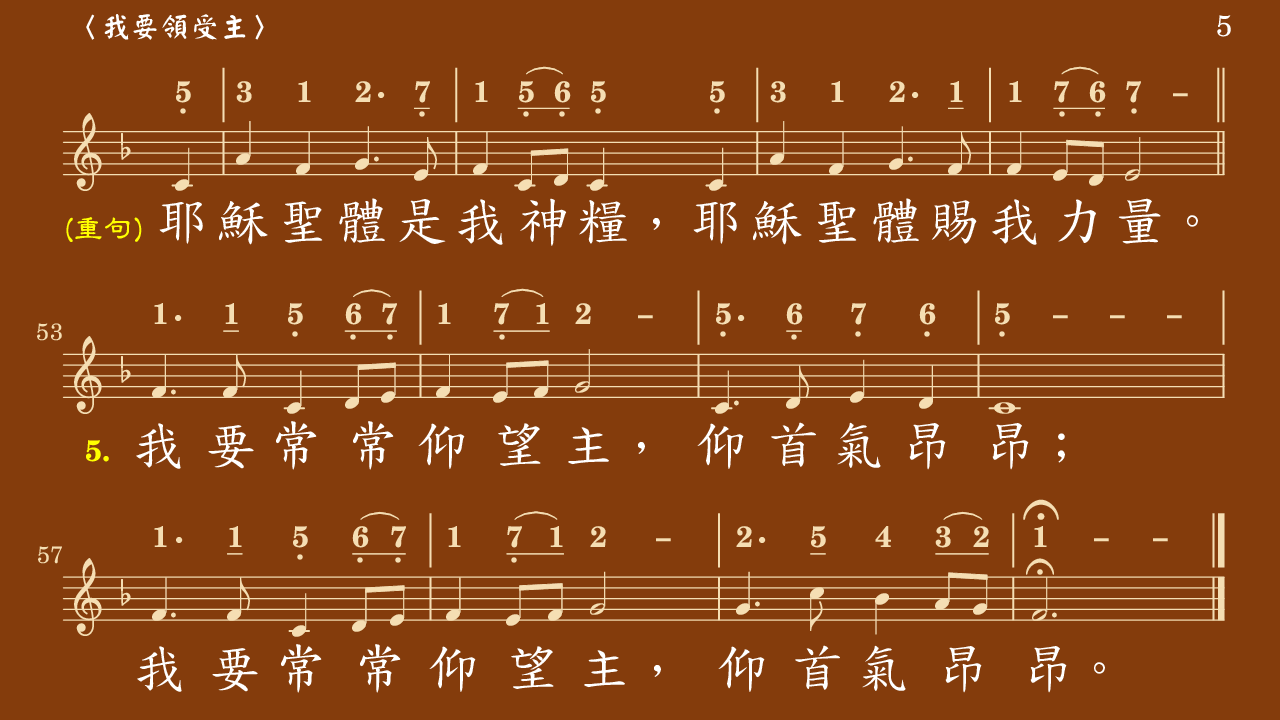 〈我要領受主〉 5
5 3 1 2· 7 1 5 6 5 5 3 1 2· 1 1 7 6 7 –
(重句) 耶穌聖體是我神糧，耶穌聖體賜我力量。
1· 1 5 6 7 1 7 1 2 – 5· 6 7 6 5 – – –
53
5. 我要常常仰望主，仰首氣昂昂；
1· 1 5 6 7 1 7 1 2 – 2· 5 4 3 2 1 – –
57
我要常常仰望主，仰首氣昂昂。